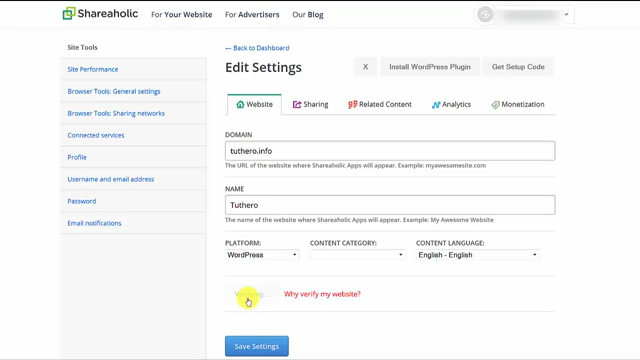 Shareaholic
For Your Website
For Advertisers
Our Blog
Site Tools
Site Performance
Browser Tools: General settings
Browser Tools: Sharing networks
Connected services
Profile
Username and email address
Password
Email notifications
← Back to Dashboard
Edit Settings
X
Install WordPress Plugin
Get Setup Code
Website
Sharing
Related Content
Analytics
Monetization
DOMAIN
tuthero.info
The URL of the website where Shareaholic Apps will appear. Example: myawesomesite.com
NAME
Tuthero
The name of the website where Shareaholic Apps will appear. Example: My Awesome Website
PLATFORM:
WordPress
CONTENT CATEGORY:
CONTENT LANGUAGE:
English - English
Why verify my website?
Save Settings